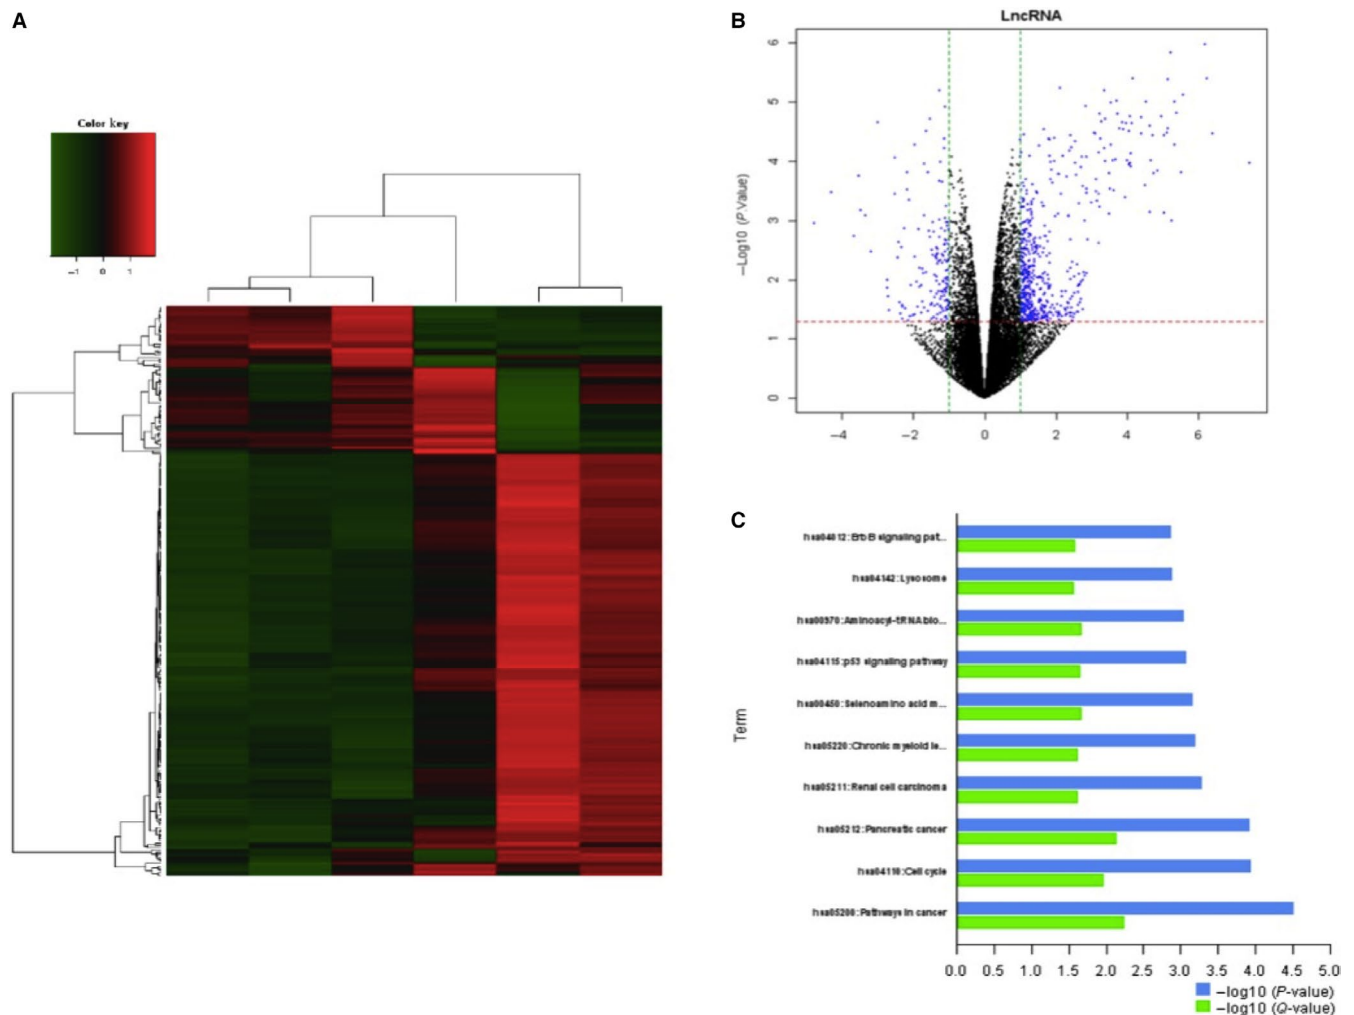 A
Color key
−1 0 1
B
LncRNA
−Log10 (P.Value)
6
5
4
3
2
1
0
−4 −2 0 2 4 6
C
Term
hsa04012:ErbB signaling pat...
hsa04142:Lysosome
hsa00970:Aminoacyl-tRNA bio...
hsa04115:p53 signaling pathway
hsa00450:Selenoamino acid m...
hsa05220:Chronic myeloid le...
hsa05211:Renal cell carcinoma
hsa05212:Pancreatic cancer
hsa04110:Cell cycle
hsa05200:Pathways in cancer
0.0 0.5 1.0 1.5 2.0 2.5 3.0 3.5 4.0 4.5 5.0
−log10 (P-value)
−log10 (Q-value)